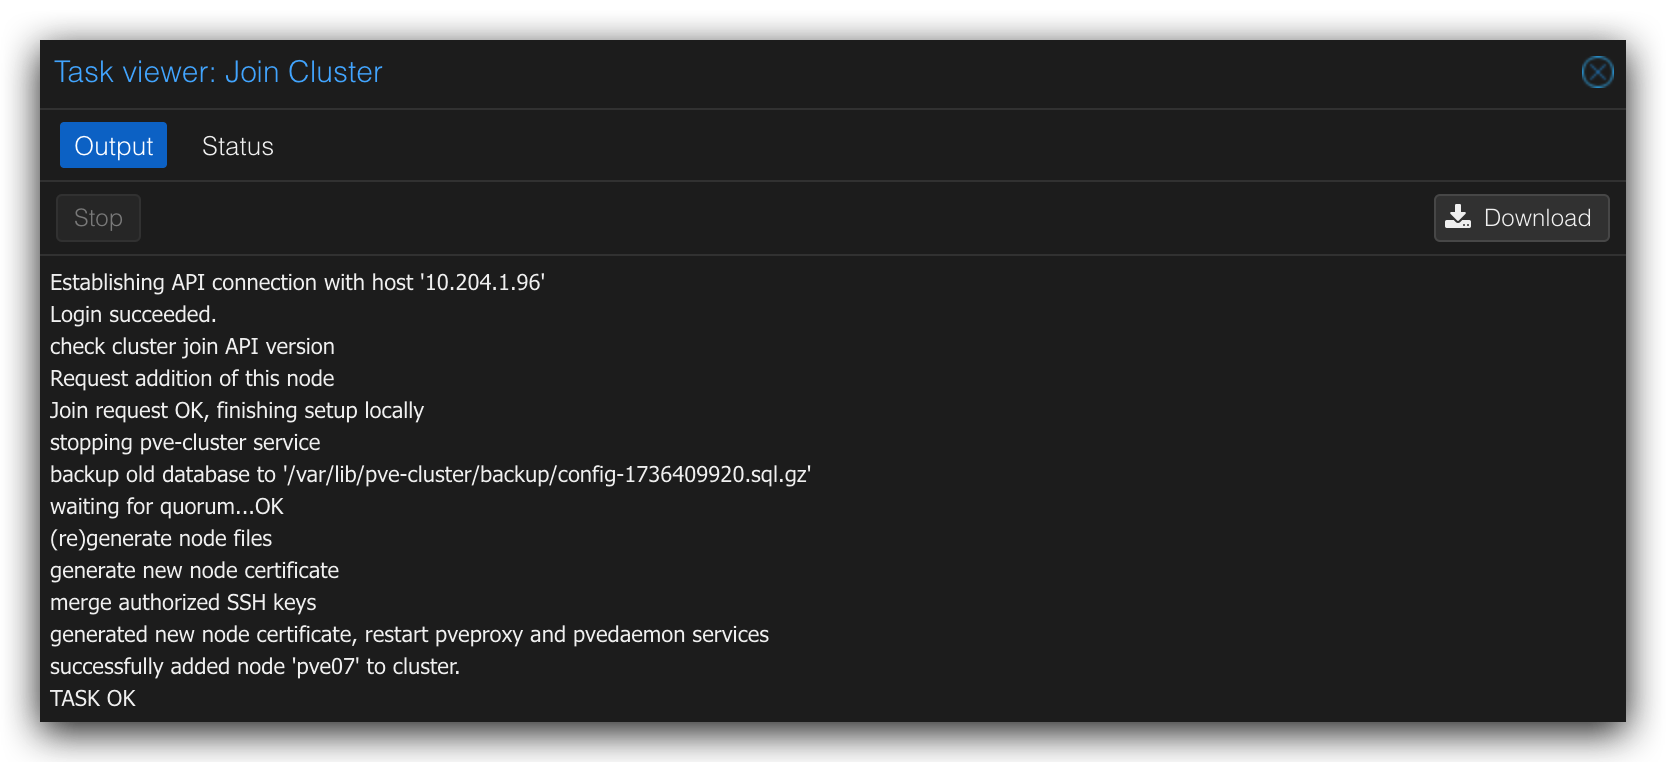 Task viewer: Join Cluster
Output Status
Stop Download
Establishing API connection with host '10.204.1.96'
Login succeeded.
check cluster join API version
Request addition of this node
Join request OK, finishing setup locally
stopping pve-cluster service
backup old database to '/var/lib/pve-cluster/backup/config-1736409920.sql.gz'
waiting for quorum...OK
(re)generate node files
generate new node certificate
merge authorized SSH keys
generated new node certificate, restart pveproxy and pvedaemon services
successfully added node 'pve07' to cluster.
TASK OK